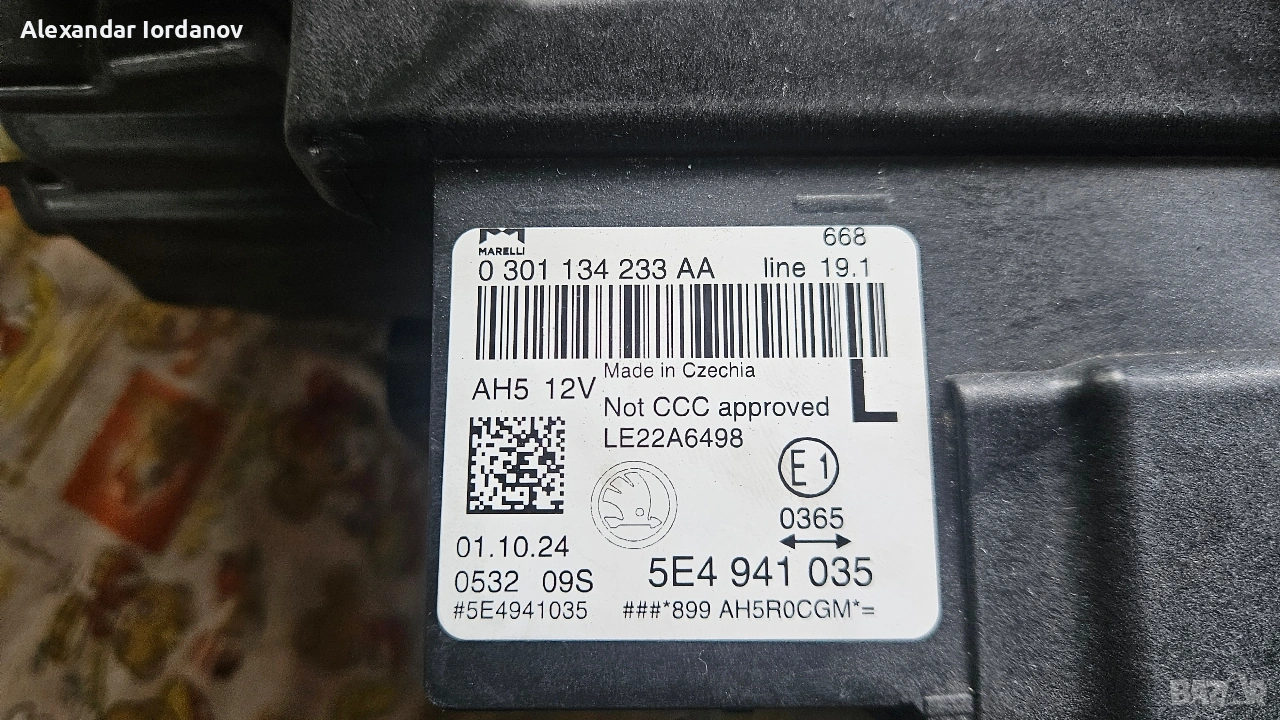 Alexandar Iordanov
MARELLI
668
0 301 134 233 AA line 19.1
Made in Czechia
AH5 12V
L
Not CCC approved
LE22A6498
E1
0365
01.10.24
0532 09S
5E4 941 035
#5E4941035 ###*899 AH5R0CGM*=